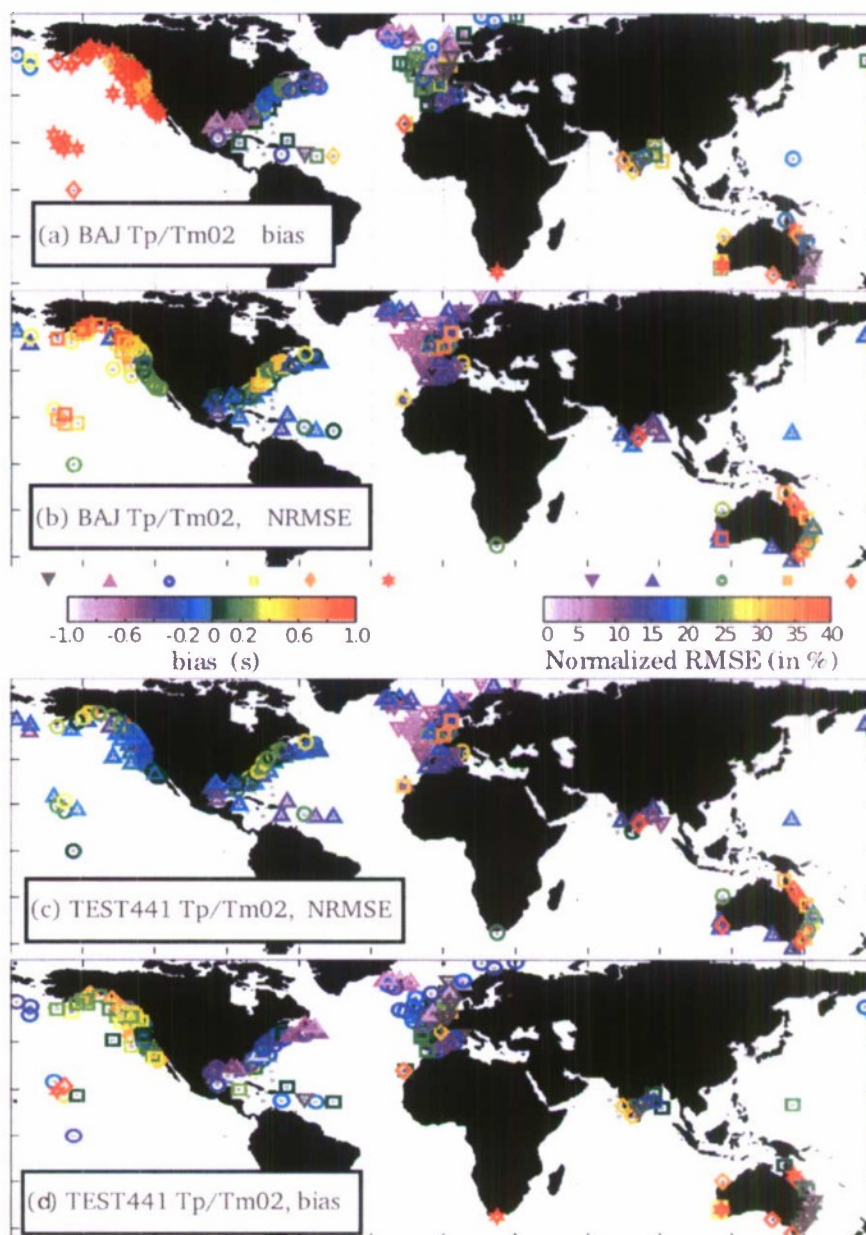 (a) BAJ Tp/Tm02 bias
(b) BAJ Tp/Tm02, NRMSE
-1.0 -0.6 -0.2 0 0.2 0.6 1.0
bias (s)
0 5 10 15 20 25 30 35 40
Normalized RMSE (in %)
(c) TEST441 Tp/Tm02, NRMSE
(d) TEST441 Tp/Tm02, bias